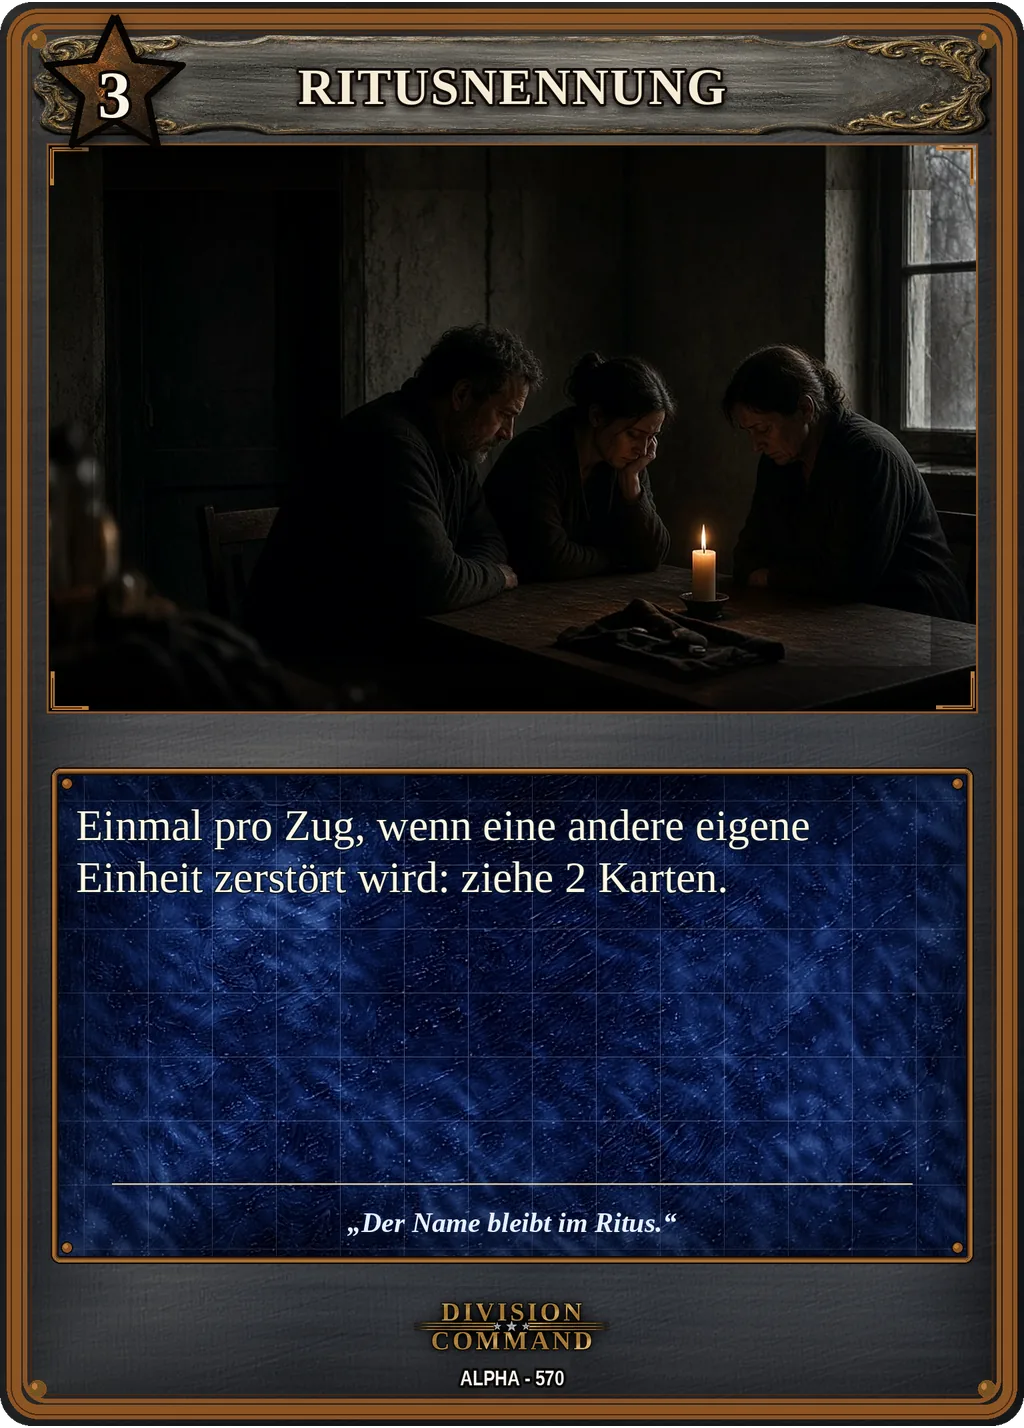 3
RITUSNENNUNG
Einmal pro Zug, wenn eine andere eigene
Einheit zerstört wird: ziehe 2 Karten.
„Der Name bleibt im Ritus.“
DIVISION
COMMAND
ALPHA - 570